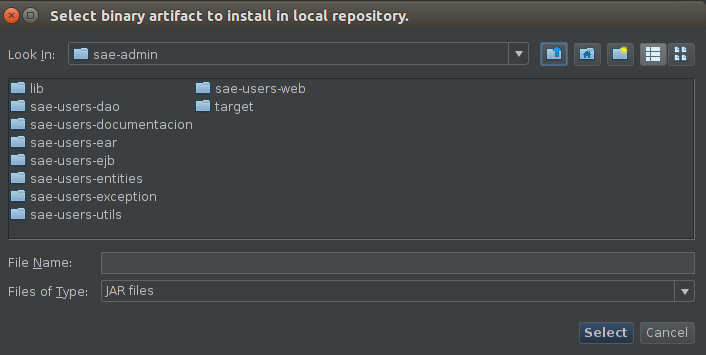 Select binary artifact to install in local repository.
Look In: sae-admin
lib
sae-users-dao
sae-users-documentacion
sae-users-ear
sae-users-ejb
sae-users-entities
sae-users-exception
sae-users-utils
sae-users-web
target
File Name:
Files of Type: JAR files
Select Cancel